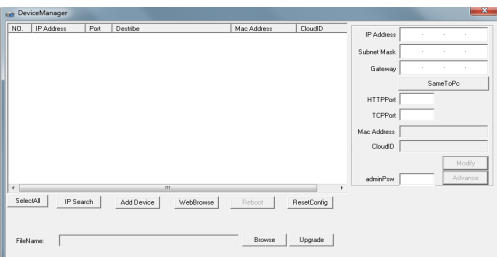 DeviceManager
NO. IP Address Port Destribe Mac Address CloudID
IP Address
Subnet Mask
Gateway
SameToPc
HTTPPort
TCPPort
Mac Address
CloudID
Modify
adminPsw Advance
SelectAll IP Search Add Device WebBrowse Reboot ResetConfig
FileName: Browse Upgrade